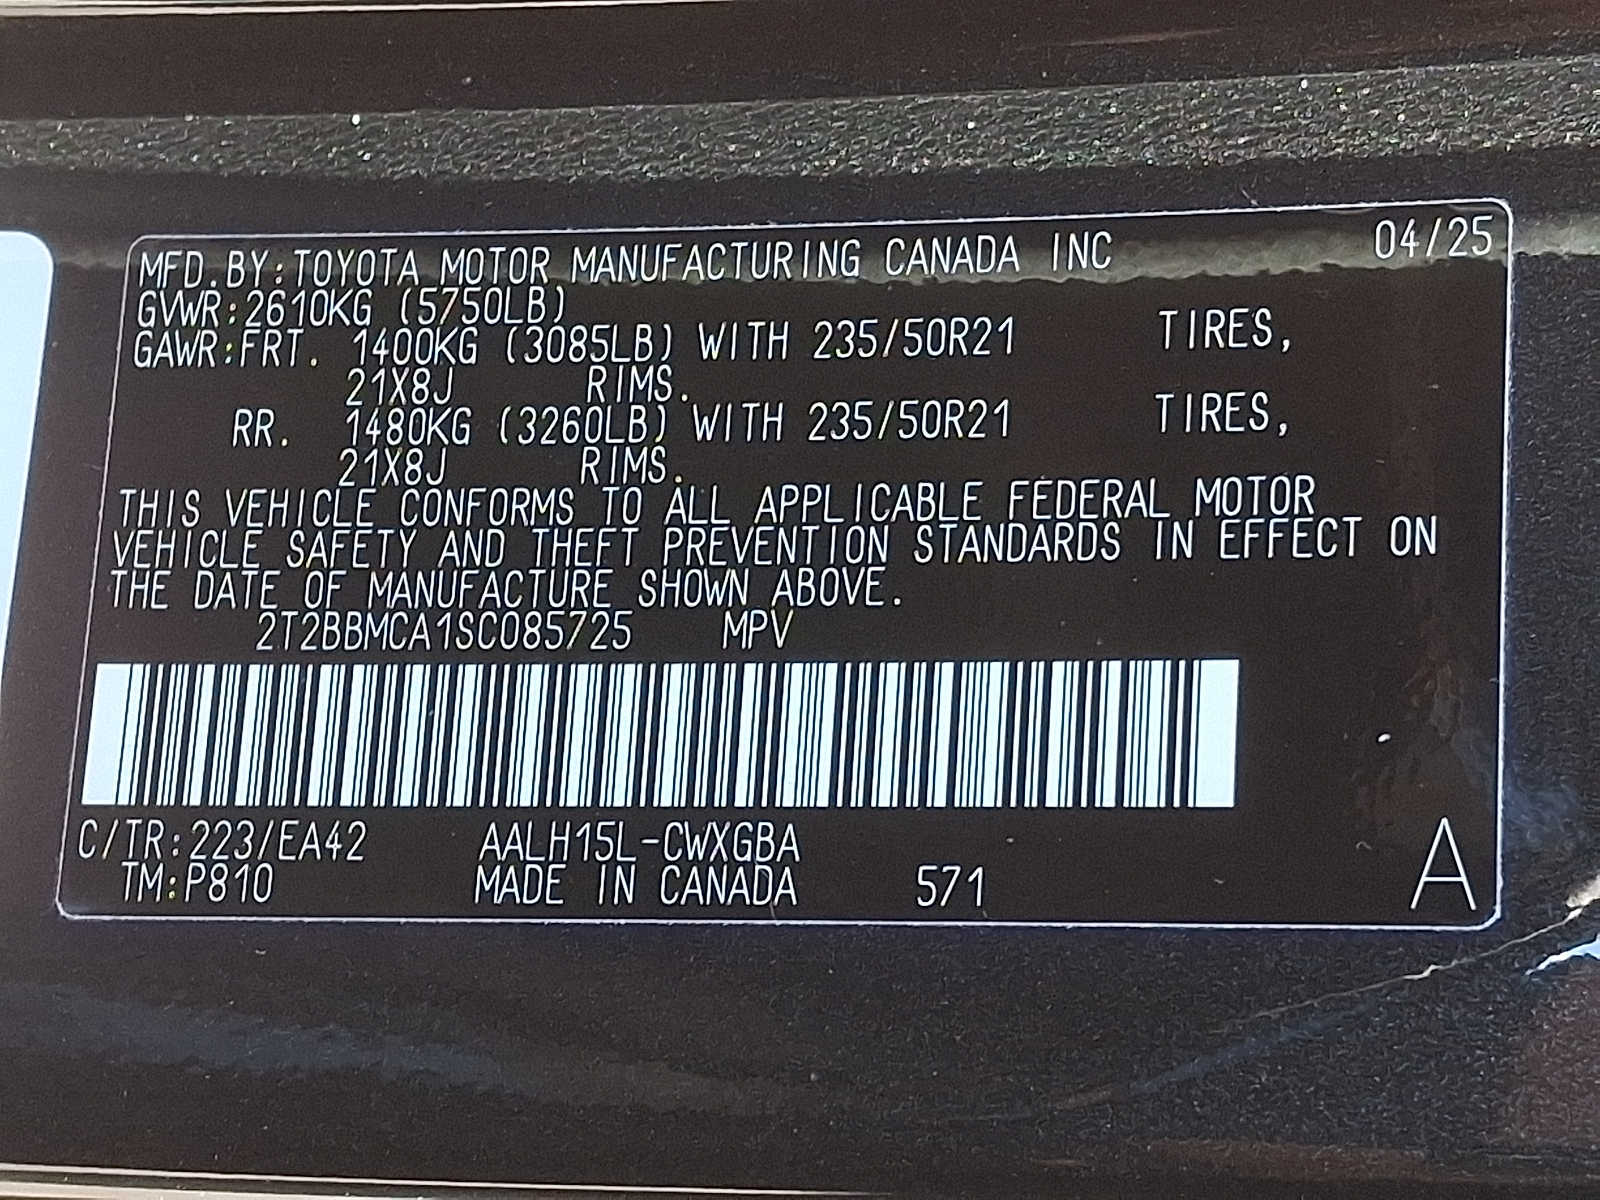 MFD.BY:TOYOTA MOTOR MANUFACTURING CANADA INC 04/25
GVWR:2610KG (5750LB)
GAWR:FRT. 1400KG (3085LB) WITH 235/50R21 TIRES,
21X8J RIMS.
RR. 1480KG (3260LB) WITH 235/50R21 TIRES,
21X8J RIMS.
THIS VEHICLE CONFORMS TO ALL APPLICABLE FEDERAL MOTOR
VEHICLE SAFETY AND THEFT PREVENTION STANDARDS IN EFFECT ON
THE DATE OF MANUFACTURE SHOWN ABOVE.
2T2BBMCA1SC085725 MPV
C/TR:223/EA42 AALH15L-CWXGBA
TM:P810 MADE IN CANADA 571 A